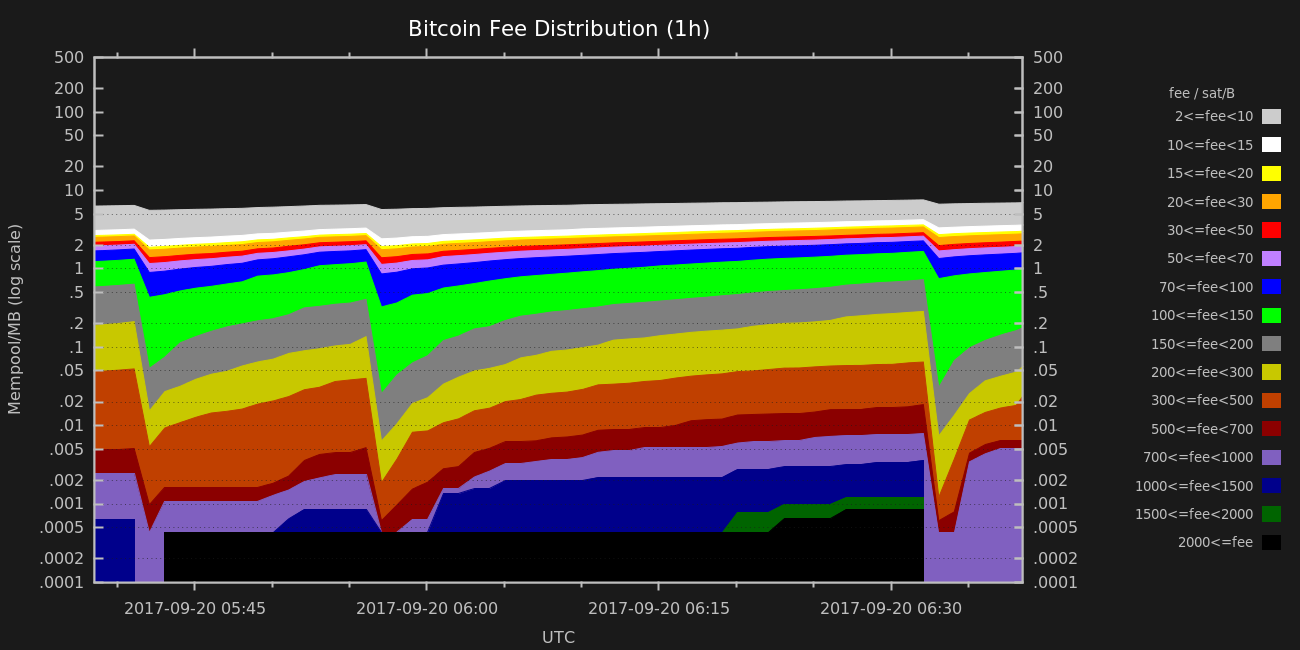 Bitcoin Fee Distribution (1h)
Mempool/MB (log scale)
500
200
100
50
20
10
5
2
1
.5
.2
.1
.05
.02
.01
.005
.002
.001
.0005
.0002
.0001
500
200
100
50
20
10
5
2
1
.5
.2
.1
.05
.02
.01
.005
.002
.001
.0005
.0002
.0001
2017-09-20 05:45
2017-09-20 06:00
2017-09-20 06:15
2017-09-20 06:30
UTC
fee / sat/B
2<=fee<10
10<=fee<15
15<=fee<20
20<=fee<30
30<=fee<50
50<=fee<70
70<=fee<100
100<=fee<150
150<=fee<200
200<=fee<300
300<=fee<500
500<=fee<700
700<=fee<1000
1000<=fee<1500
1500<=fee<2000
2000<=fee